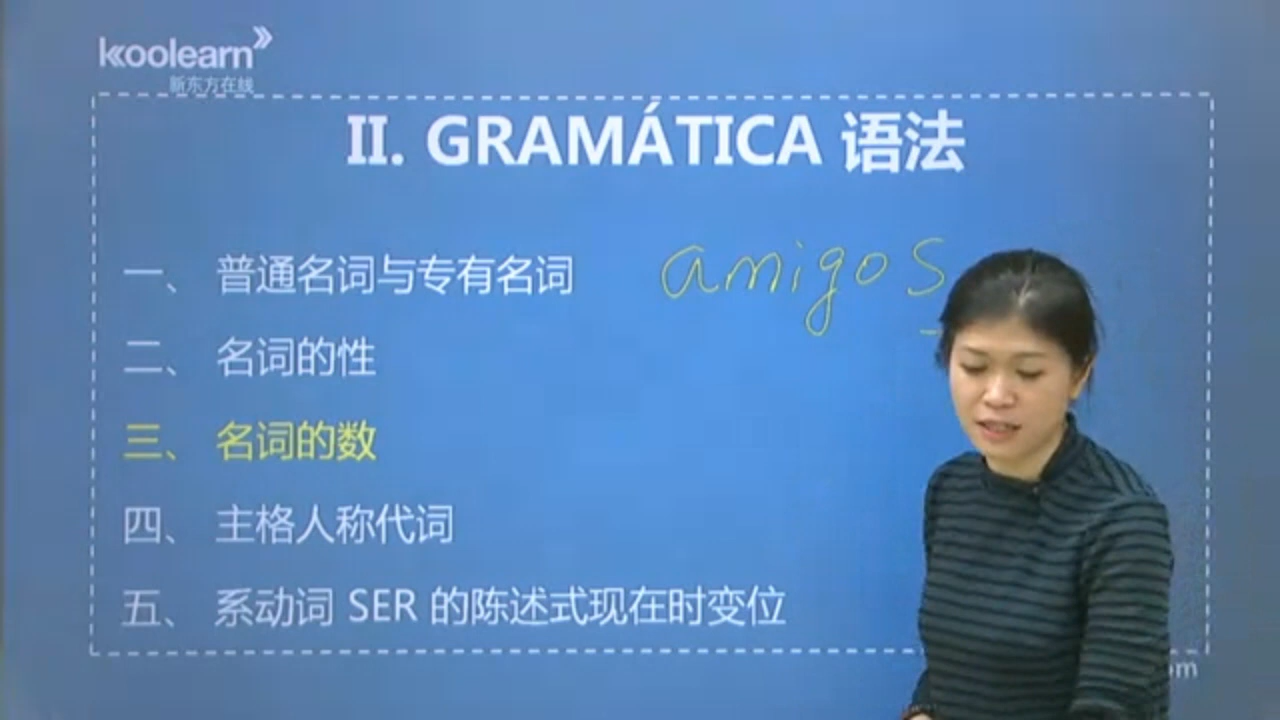 koolearn
新东方在线
II. GRAMÁTICA 语法
一、 普通名词与专有名词
amigos
二、 名词的性
三、 名词的数
四、 主格人称代词
五、 系动词 SER 的陈述式现在时变位
om